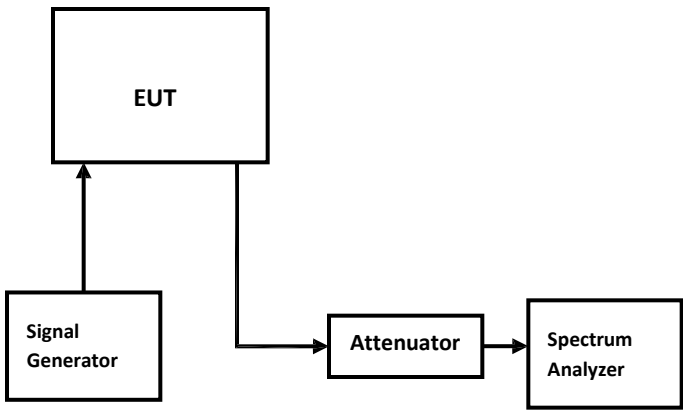 EUT
Signal
Generator
Attenuator
Spectrum
Analyzer